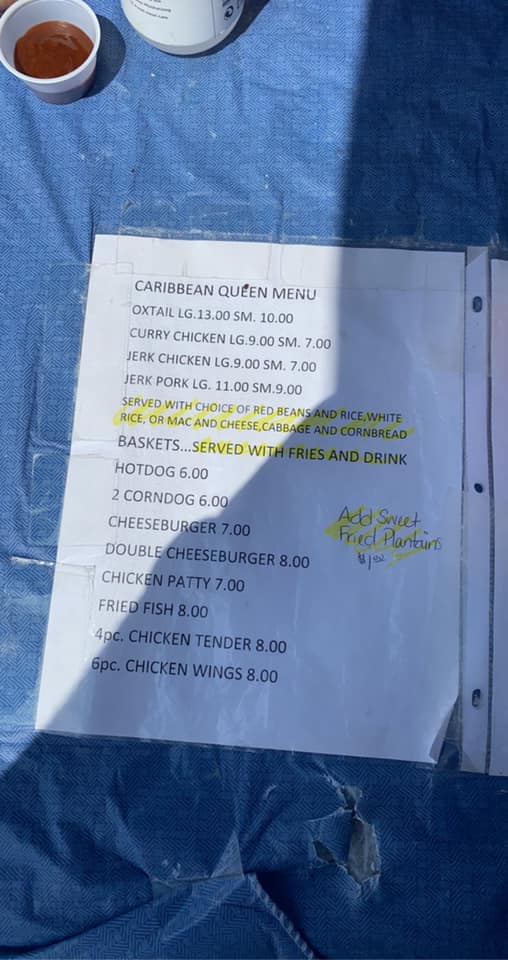 CARIBBEAN QUEEN MENU
OXTAIL LG.13.00 SM. 10.00
CURRY CHICKEN LG.9.00 SM. 7.00
JERK CHICKEN LG.9.00 SM. 7.00
JERK PORK LG. 11.00 SM.9.00
SERVED WITH CHOICE OF RED BEANS AND RICE,WHITE
RICE, OR MAC AND CHEESE,CABBAGE AND CORNBREAD
BASKETS...SERVED WITH FRIES AND DRINK
HOTDOG 6.00
2 CORNDOG 6.00
CHEESEBURGER 7.00
DOUBLE CHEESEBURGER 8.00
CHICKEN PATTY 7.00
FRIED FISH 8.00
4pc. CHICKEN TENDER 8.00
6pc. CHICKEN WINGS 8.00
Add Sweet
Fried Plantains